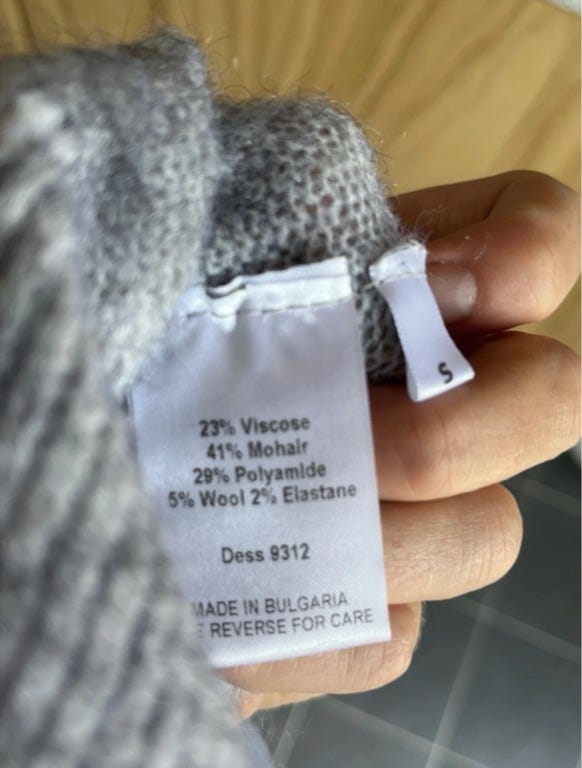 23% Viscose
41% Mohair
29% Polyamide
5% Wool 2% Elastane
Dess 9312
MADE IN BULGARIA
REVERSE FOR CARE
S